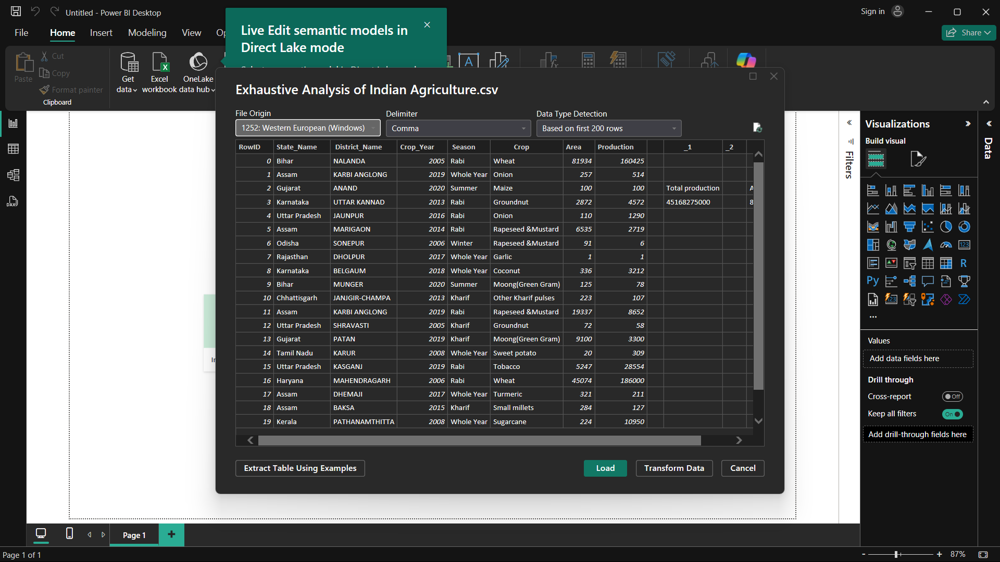 Untitled - Power BI Desktop
Sign in
File
Home
Insert
Modeling
View
Share
Live Edit semantic models in
Direct Lake mode
Paste
Cut
Copy
Format painter
Clipboard
Get
data
Excel
workbook
OneLake
data hub
Exhaustive Analysis of Indian Agriculture.csv
File Origin
Delimiter
Data Type Detection
1252: Western European (Windows)
Comma
Based on first 200 rows
RowID State_Name District_Name Crop_Year Season Crop Area Production _1 _2
0 Bihar NALANDA 2005 Rabi Wheat 81934 160425
1 Assam KARBI ANGLONG 2019 Whole Year Onion 257 514
2 Gujarat ANAND 2020 Summer Maize 100 100 Total production A
3 Karnataka UTTAR KANNAD 2013 Rabi Groundnut 2872 4572 45168275000 8
4 Uttar Pradesh JAUNPUR 2016 Rabi Onion 110 1290
5 Assam MARIGAON 2014 Rabi Rapeseed &Mustard 6535 2719
6 Odisha SONEPUR 2006 Winter Rapeseed &Mustard 91 6
7 Rajasthan DHOLPUR 2017 Whole Year Garlic 1 1
8 Karnataka BELGAUM 2018 Whole Year Coconut 336 3212
9 Bihar MUNGER 2020 Summer Moong(Green Gram) 125 78
10 Chhattisgarh JANJGIR-CHAMPA 2013 Kharif Other Kharif pulses 223 107
11 Assam KARBI ANGLONG 2019 Rabi Rapeseed &Mustard 19337 8652
12 Uttar Pradesh SHRAVASTI 2005 Kharif Groundnut 72 58
13 Gujarat PATAN 2019 Kharif Moong(Green Gram) 9100 3300
14 Tamil Nadu KARUR 2008 Whole Year Sweet potato 20 309
15 Uttar Pradesh KASGANJ 2019 Rabi Tobacco 5247 28554
16 Haryana MAHENDRAGARH 2006 Rabi Wheat 45074 186000
17 Assam DHEMAJI 2017 Whole Year Turmeric 321 211
18 Assam BAKSA 2015 Kharif Small millets 284 127
19 Kerala PATHANAMTHITTA 2008 Whole Year Sugarcane 224 10950
Extract Table Using Examples
Load
Transform Data
Cancel
Filters
Visualizations
Build visual
Data
123
R
Py
123
DAX
...
Values
Add data fields here
Drill through
Cross-report
Off
Keep all filters
On
Add drill-through fields here
Page 1
Page 1 of 1
- + 87%